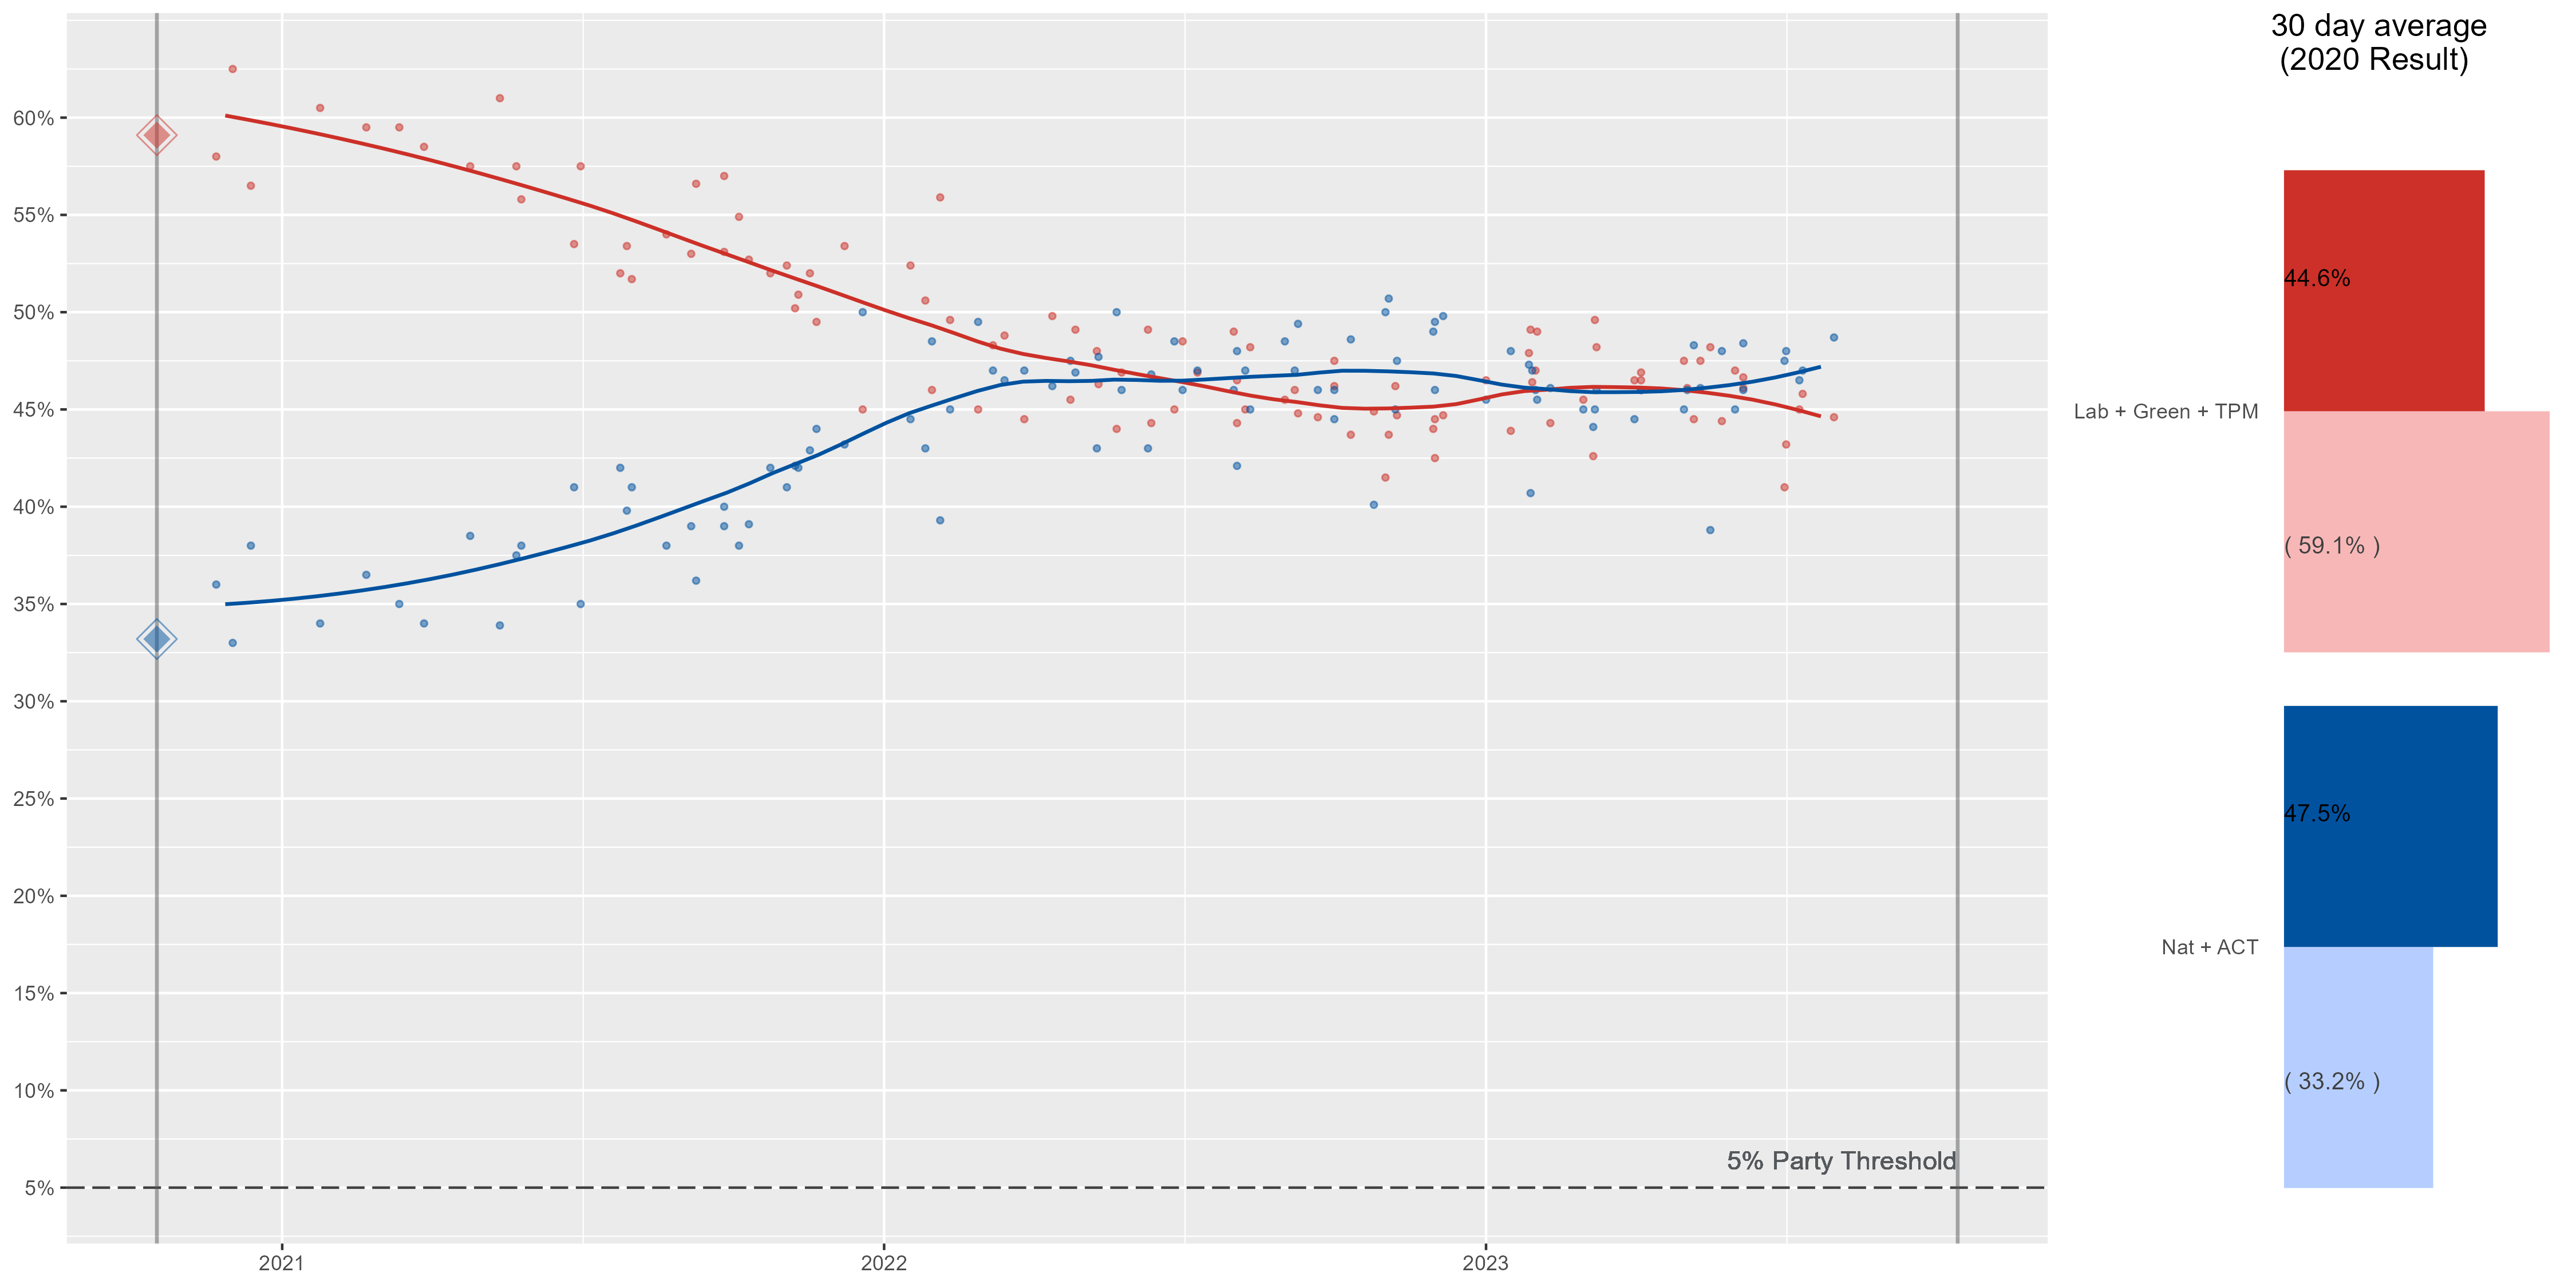 30 day average
(2020 Result)
60%
55%
50%
45%
40%
35%
30%
25%
20%
15%
10%
5%
5% Party Threshold
2021
2022
2023
Lab + Green + TPM
44.6%
( 59.1% )
Nat + ACT
47.5%
( 33.2% )